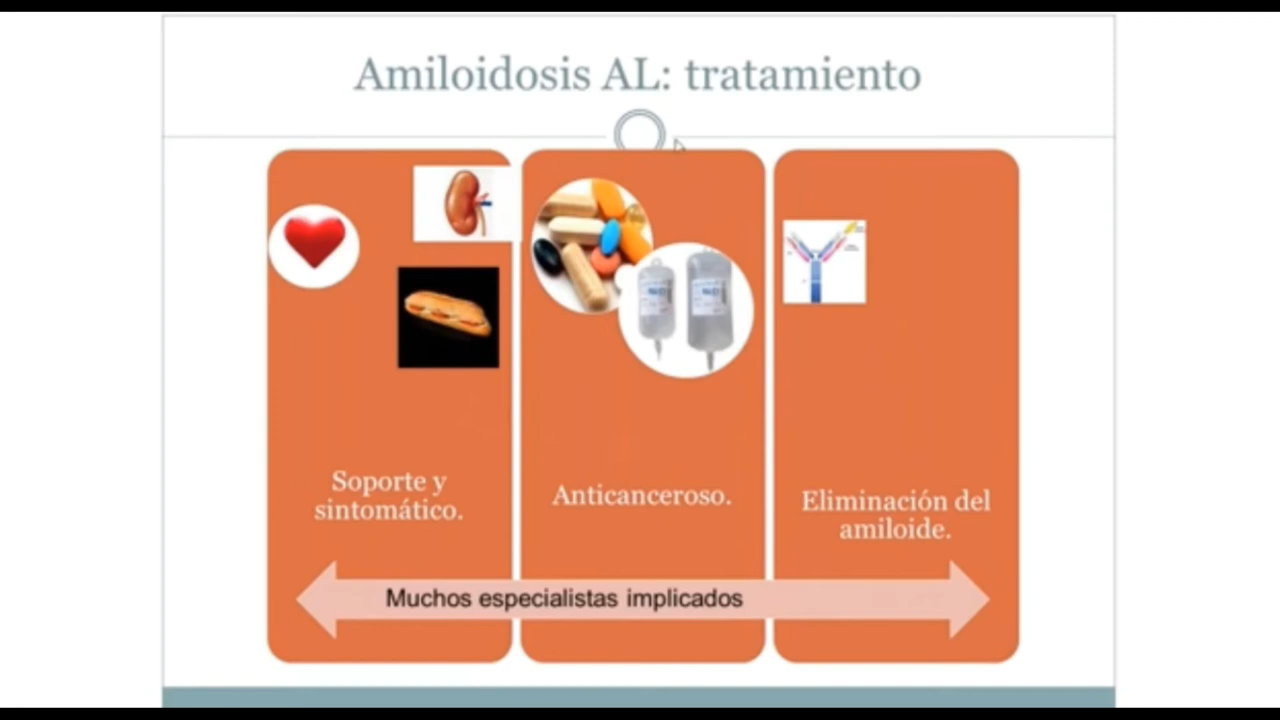 Amiloidosis AL: tratamiento
Soporte y
sintomático.
Anticanceroso.
Eliminación del
amiloide.
Muchos especialistas implicados